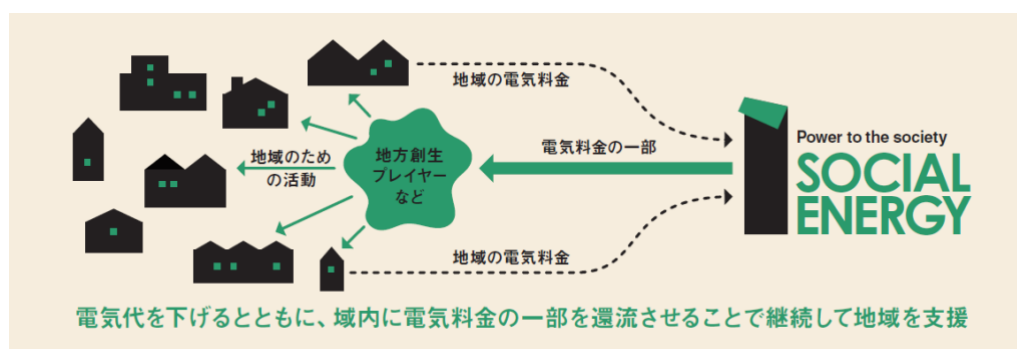 地域の電気料金
電気料金の一部
Power to the society
SOCIAL
ENERGY
地域のため
の活動
地方創生
プレイヤー
など
地域の電気料金
電気代を下げるとともに、域内に電気料金の一部を還流させることで継続して地域を支援